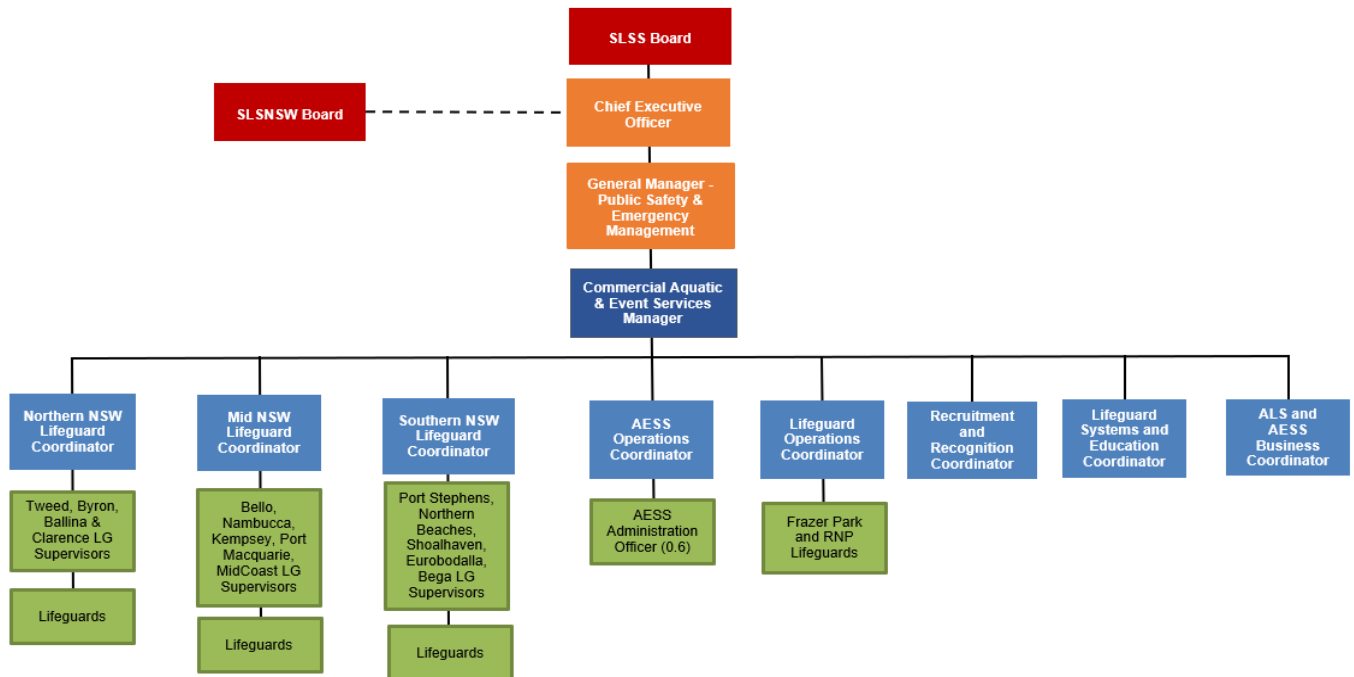 SLSS Board
SLSNSW Board
Chief Executive
Officer
General Manager -
Public Safety &
Emergency
Management
Commercial Aquatic
& Event Services
Manager
Northern NSW
Lifeguard
Coordinator
Mid NSW
Lifeguard
Coordinator
Southern NSW
Lifeguard
Coordinator
AESS
Operations
Coordinator
Lifeguard
Operations
Coordinator
Recruitment
and
Recognition
Coordinator
Lifeguard
Systems and
Education
Coordinator
ALS and AESS
Business
Coordinator
Tweed, Byron,
Ballina &
Clarence LG
Supervisors
Bello,
Nambucca,
Kempsey, Port
Macquarie,
MidCoast LG
Supervisors
Port Stephens,
Northern
Beaches,
Shoalhaven,
Eurobodalla,
Bega LG
Supervisors
AESS
Administration
Officer (0.6)
Frazer Park
and RNP
Lifeguards
Lifeguards
Lifeguards
Lifeguards